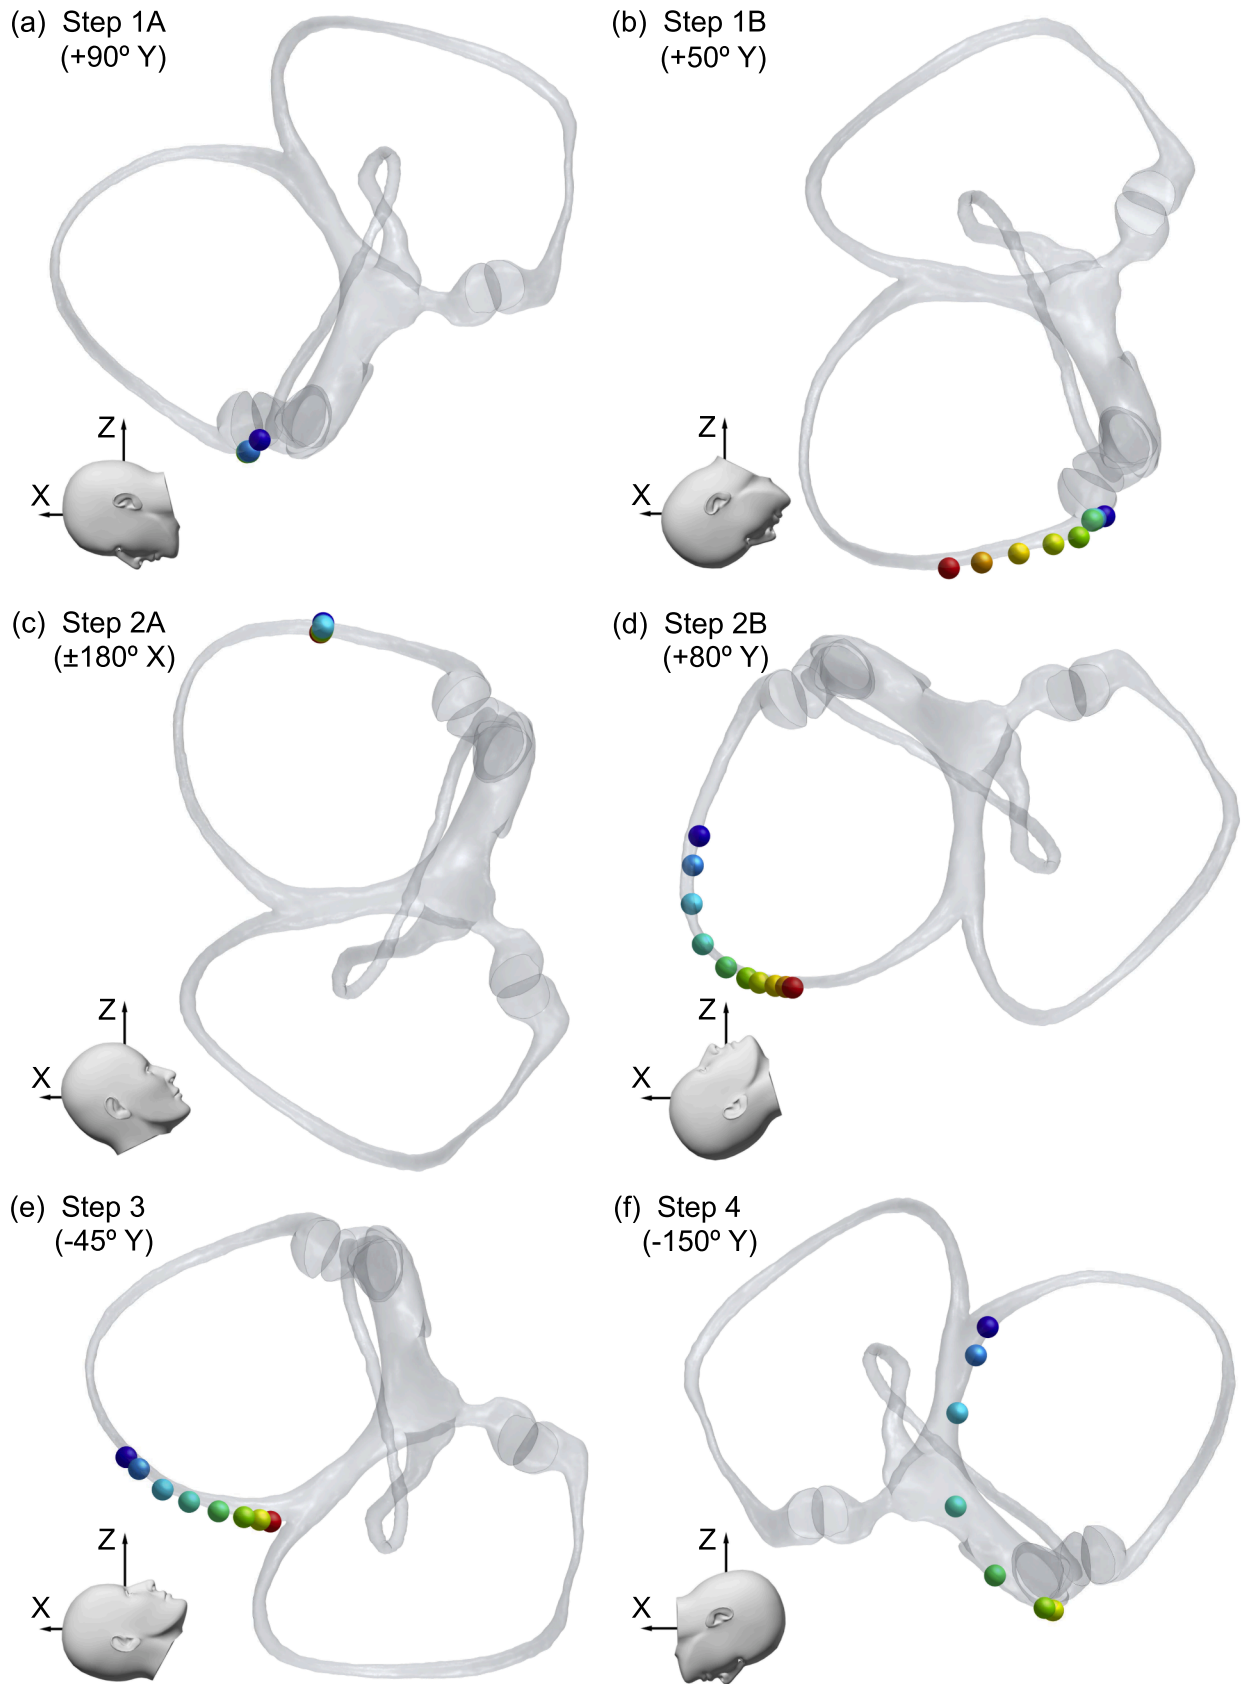 (a) Step 1A
(+90º Y)
Z
X
(b) Step 1B
(+50º Y)
Z
X
(c) Step 2A
(±180º X)
Z
X
(d) Step 2B
(+80º Y)
Z
X
(e) Step 3
(-45º Y)
Z
X
(f) Step 4
(-150º Y)
Z
X